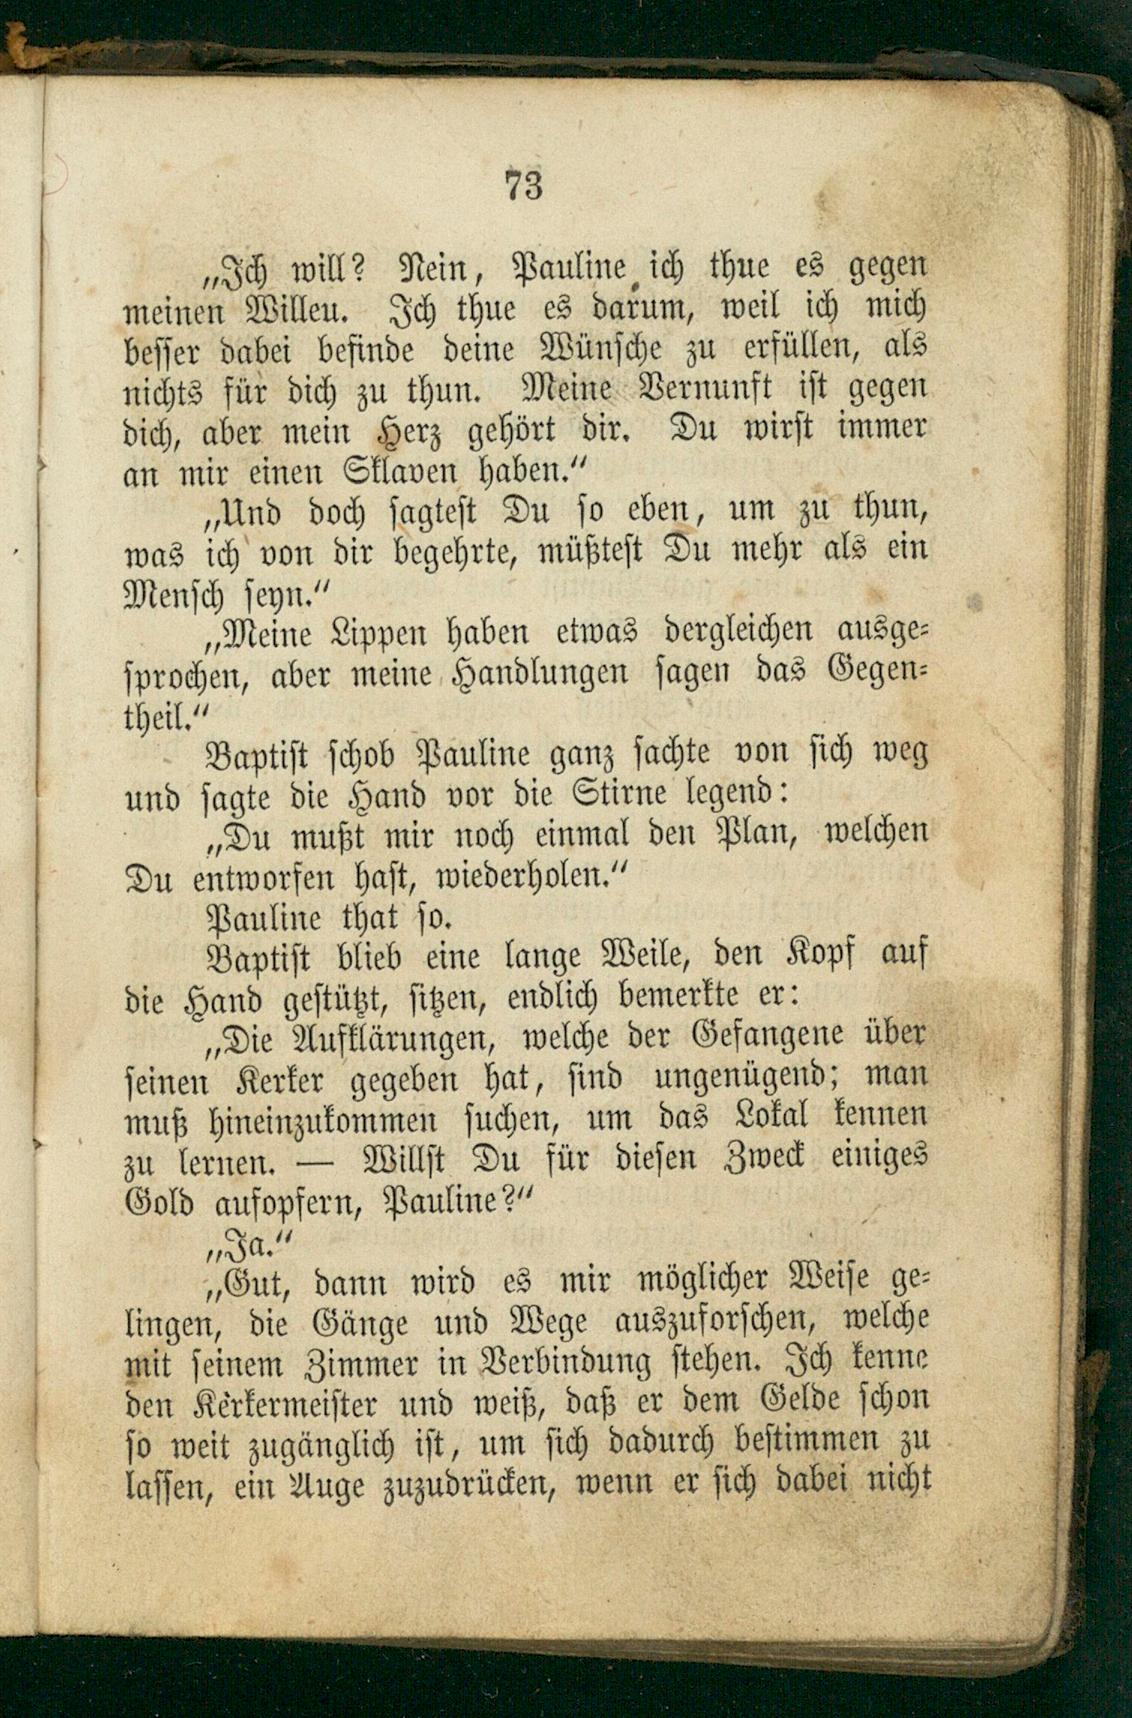 73
„Ich will? Nein, Pauline ich thue es gegen
meinen Willeu. Ich thue es darum, weil ich mich
besser dabei befinde deine Wünsche zu erfüllen, als
nichts für dich zu thun. Meine Vernunft ist gegen
dich, aber mein Herz gehört dir. Du wirst immer
an mir einen Sklaven haben.“
„Und doch sagtest Du so eben, um zu thun,
was ich von dir begehrte, müßtest Du mehr als ein
Mensch seyn.“
„Meine Lippen haben etwas dergleichen ausge-
sprochen, aber meine Handlungen sagen das Gegen-
theil.“
Baptist schob Pauline ganz sachte von sich weg
und sagte die Hand vor die Stirne legend:
„Du mußt mir noch einmal den Plan, welchen
Du entworfen hast, wiederholen.“
Pauline that so.
Baptist blieb eine lange Weile, den Kopf auf
die Hand gestützt, sitzen, endlich bemerkte er:
„Die Aufklärungen, welche der Gefangene über
seinen Kerker gegeben hat, sind ungenügend; man
muß hineinzukommen suchen, um das Lokal kennen
zu lernen. — Willst Du für diesen Zweck einiges
Gold aufopfern, Pauline?“
„Ja.“
„Gut, dann wird es mir möglicher Weise ge-
lingen, die Gänge und Wege auszuforschen, welche
mit seinem Zimmer in Verbindung stehen. Ich kenne
den Kerkermeister und weiß, daß er dem Gelde schon
so weit zugänglich ist, um sich dadurch bestimmen zu
lassen, ein Auge zuzudrücken, wenn er sich dabei nicht